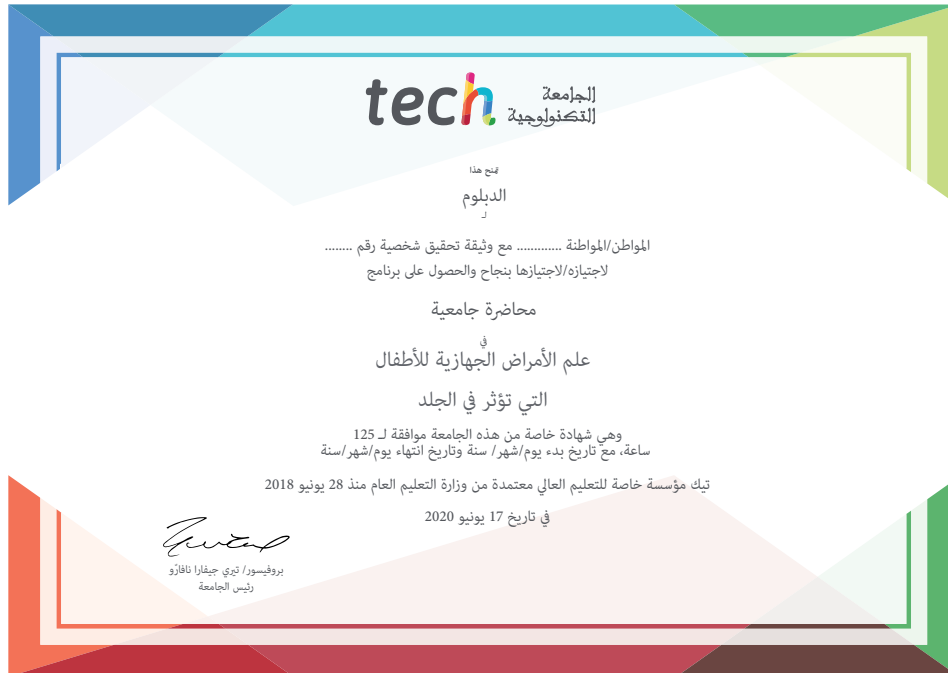 tech الجامعة
التكنولوجية
تمنح هذا
الدبلوم
لـ
المواطن/المواطنة ............. مع وثيقة تحقيق شخصية رقم ........
لاجتيازه/لاجتيازها بنجاح والحصول على برنامج
محاضرة جامعية
في
علم الأمراض الجهازية للأطفال
التي تؤثر في الجلد
وهي شهادة خاصة من هذه الجامعة موافقة لـ 125
ساعة، مع تاريخ بدء يوم/شهر/ سنة وتاريخ انتهاء يوم/شهر/سنة
تيك مؤسسة خاصة للتعليم العالي معتمدة من وزارة التعليم العام منذ 28 يونيو 2018
في تاريخ 17 يونيو 2020
بروفيسور/ تيري جيفارا نافارّو
رئيس الجامعة